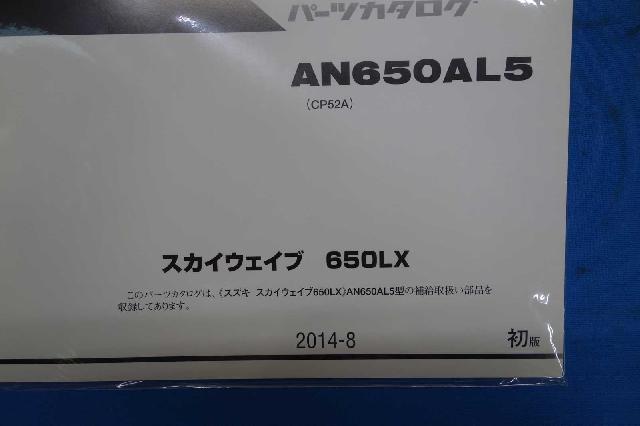 パーツカタログ
AN650AL5
(CP52A)
スカイウェイブ 650LX
このパーツカタログは、《スズキ スカイウェイブ650LX》AN650AL5型の補給取扱い部品を
収録してあります。
2014-8
初版